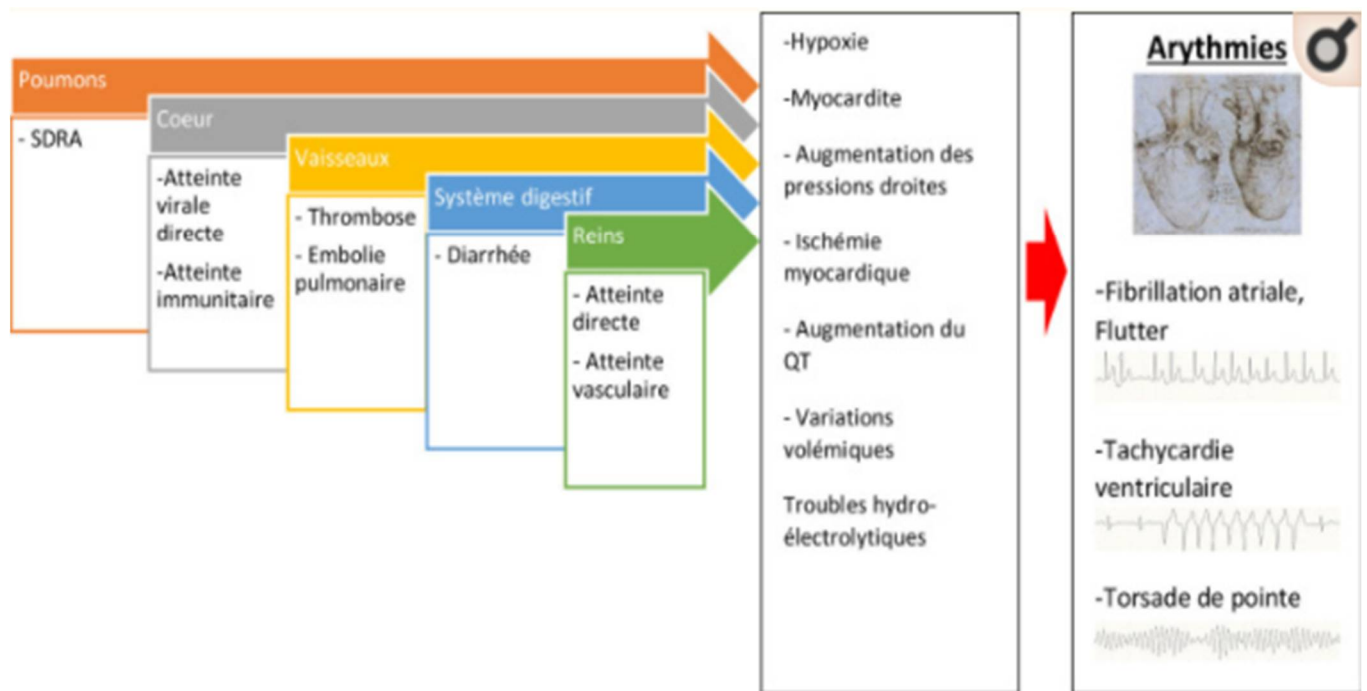 Poumons
- SDRA
Coeur
-Atteinte
virale
directe
-Atteinte
immunitaire
Vaisseaux
- Thrombose
- Embolie
pulmonaire
Système digestif
- Diarrhée
Reins
- Atteinte
directe
- Atteinte
vasculaire
-Hypoxie
-Myocardite
- Augmentation des
pressions droites
- Ischémie
myocardique
- Augmentation du
QT
- Variations
volémiques
Troubles hydro-
électrolytiques
Arythmies
-Fibrillation atriale,
Flutter
-Tachycardie
ventriculaire
-Torsade de pointe